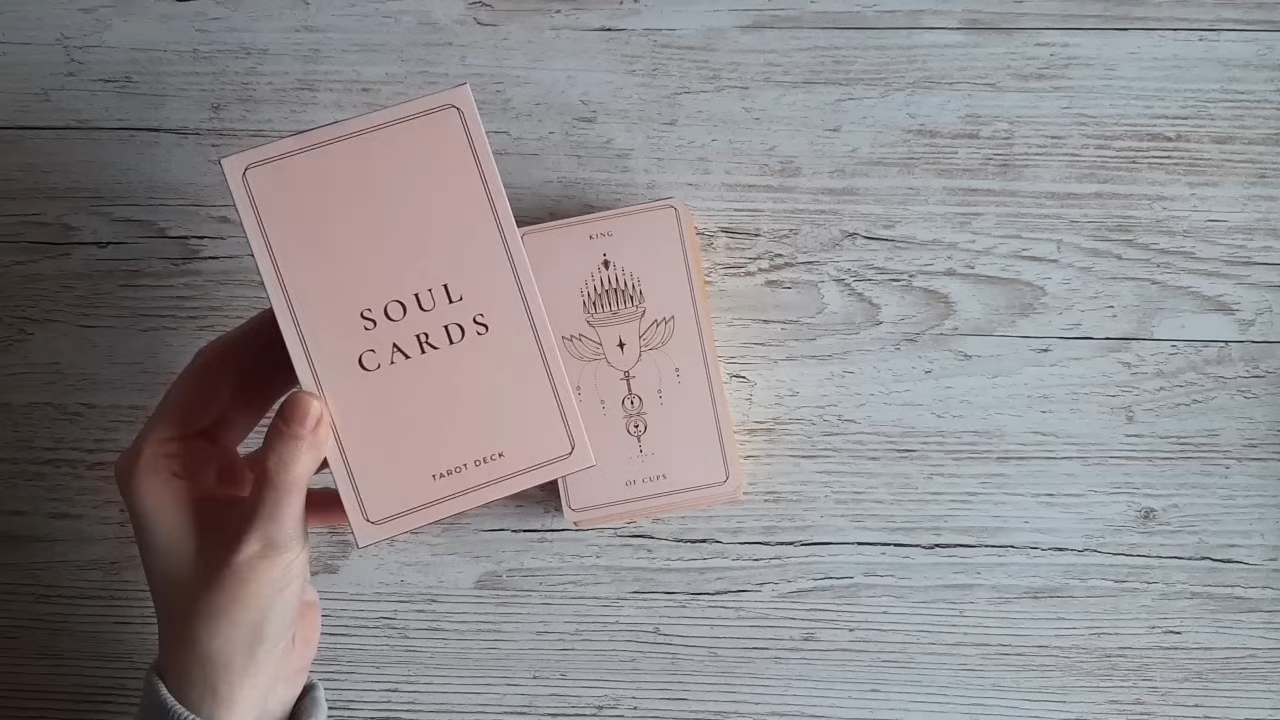 SOUL
CARDS
TAROT DECK
KING
OF CUPS